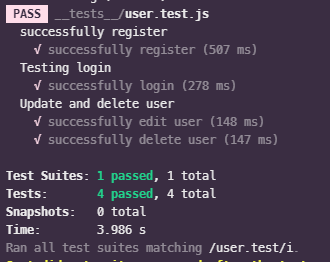 PASS __tests__/user.test.js
successfully register
√ successfully register (507 ms)
Testing login
√ successfully login (278 ms)
Update and delete user
√ successfully edit user (148 ms)
√ successfully delete user (147 ms)
Test Suites: 1 passed, 1 total
Tests: 4 passed, 4 total
Snapshots: 0 total
Time: 3.986 s
Ran all test suites matching /user.test/i.